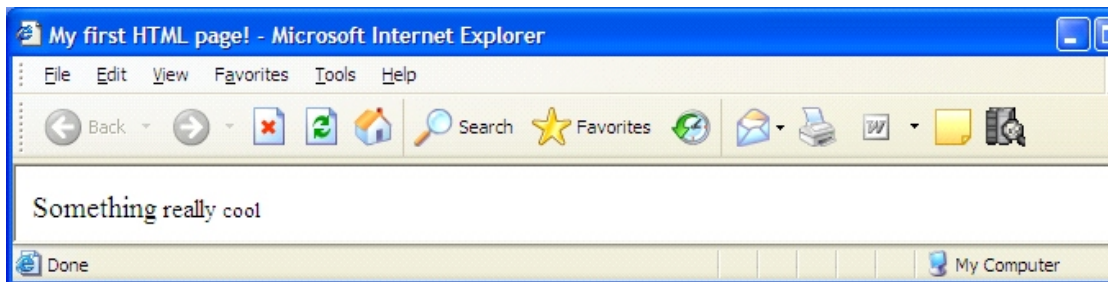 My first HTML page! - Microsoft Internet Explorer
File Edit View Favorites Tools Help
Back Search Favorites W
Something really cool
Done My Computer